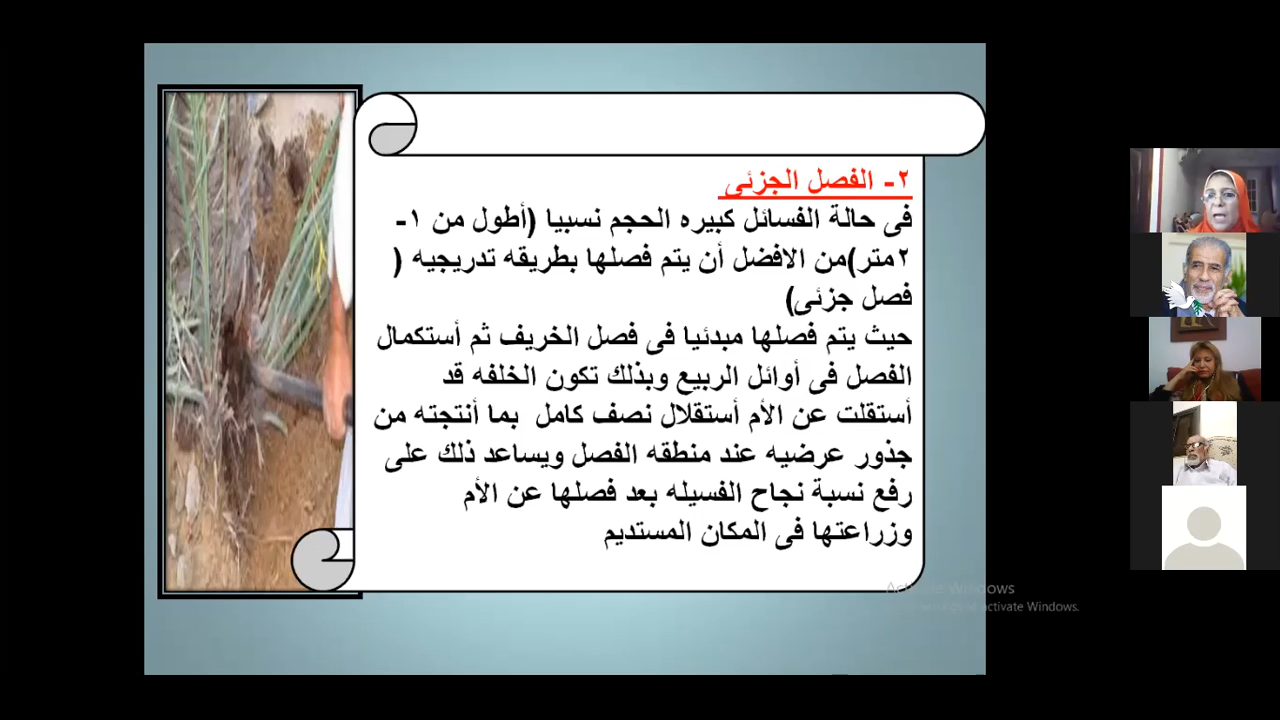 ٢- الفصل الجزئى
فى حالة الفسائل كبيره الحجم نسبيا (أطول من ١-
٢متر)من الافضل أن يتم فصلها بطريقه تدريجيه (
فصل جزئى)
حيث يتم فصلها مبدئيا فى فصل الخريف ثم أستكمال
الفصل فى أوائل الربيع وبذلك تكون الخلفه قد
أستقلت عن الأم أستقلال نصف كامل بما أنتجته من
جذور عرضيه عند منطقه الفصل ويساعد ذلك على
رفع نسبة نجاح الفسيله بعد فصلها عن الأم
وزراعتها فى المكان المستديم
Activate Windows
activate Windows.